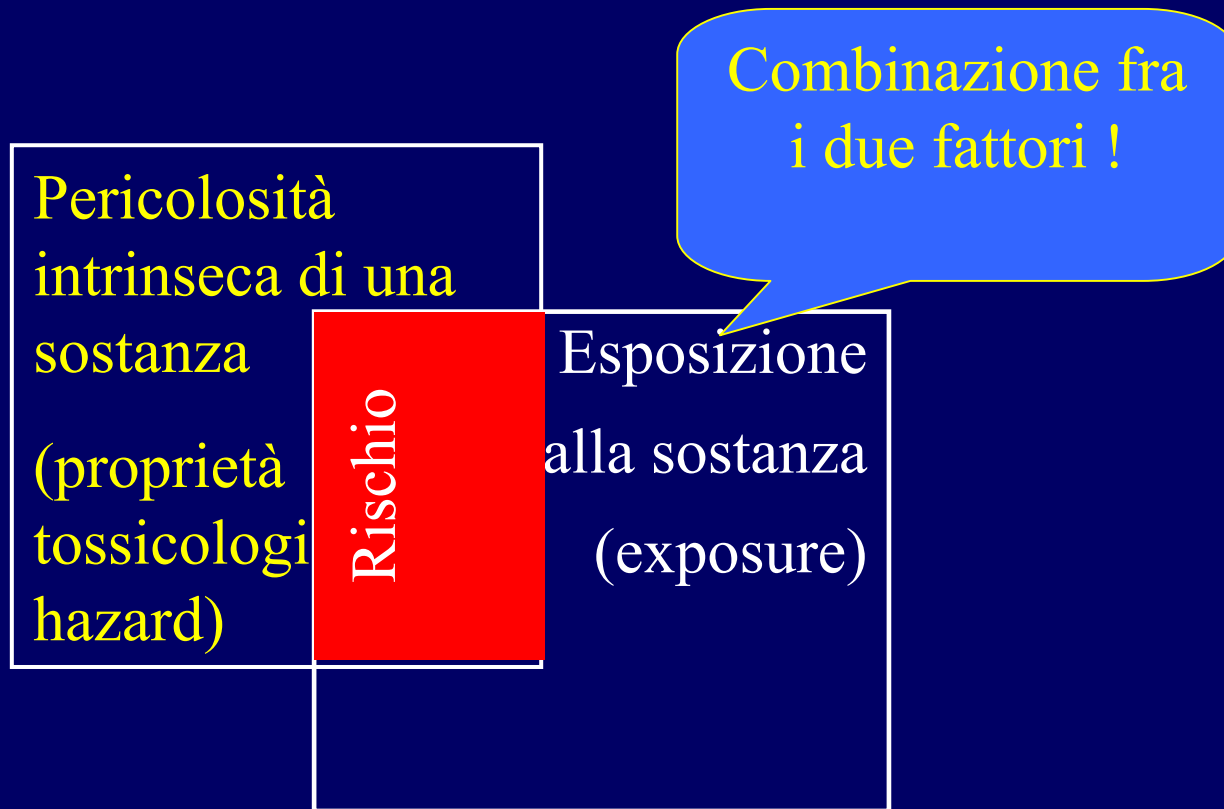 Combinazione fra
i due fattori !
Pericolosità
intrinseca di una
sostanza
(proprietà
tossicologi
hazard)
Rischio
Esposizione
alla sostanza
(exposure)